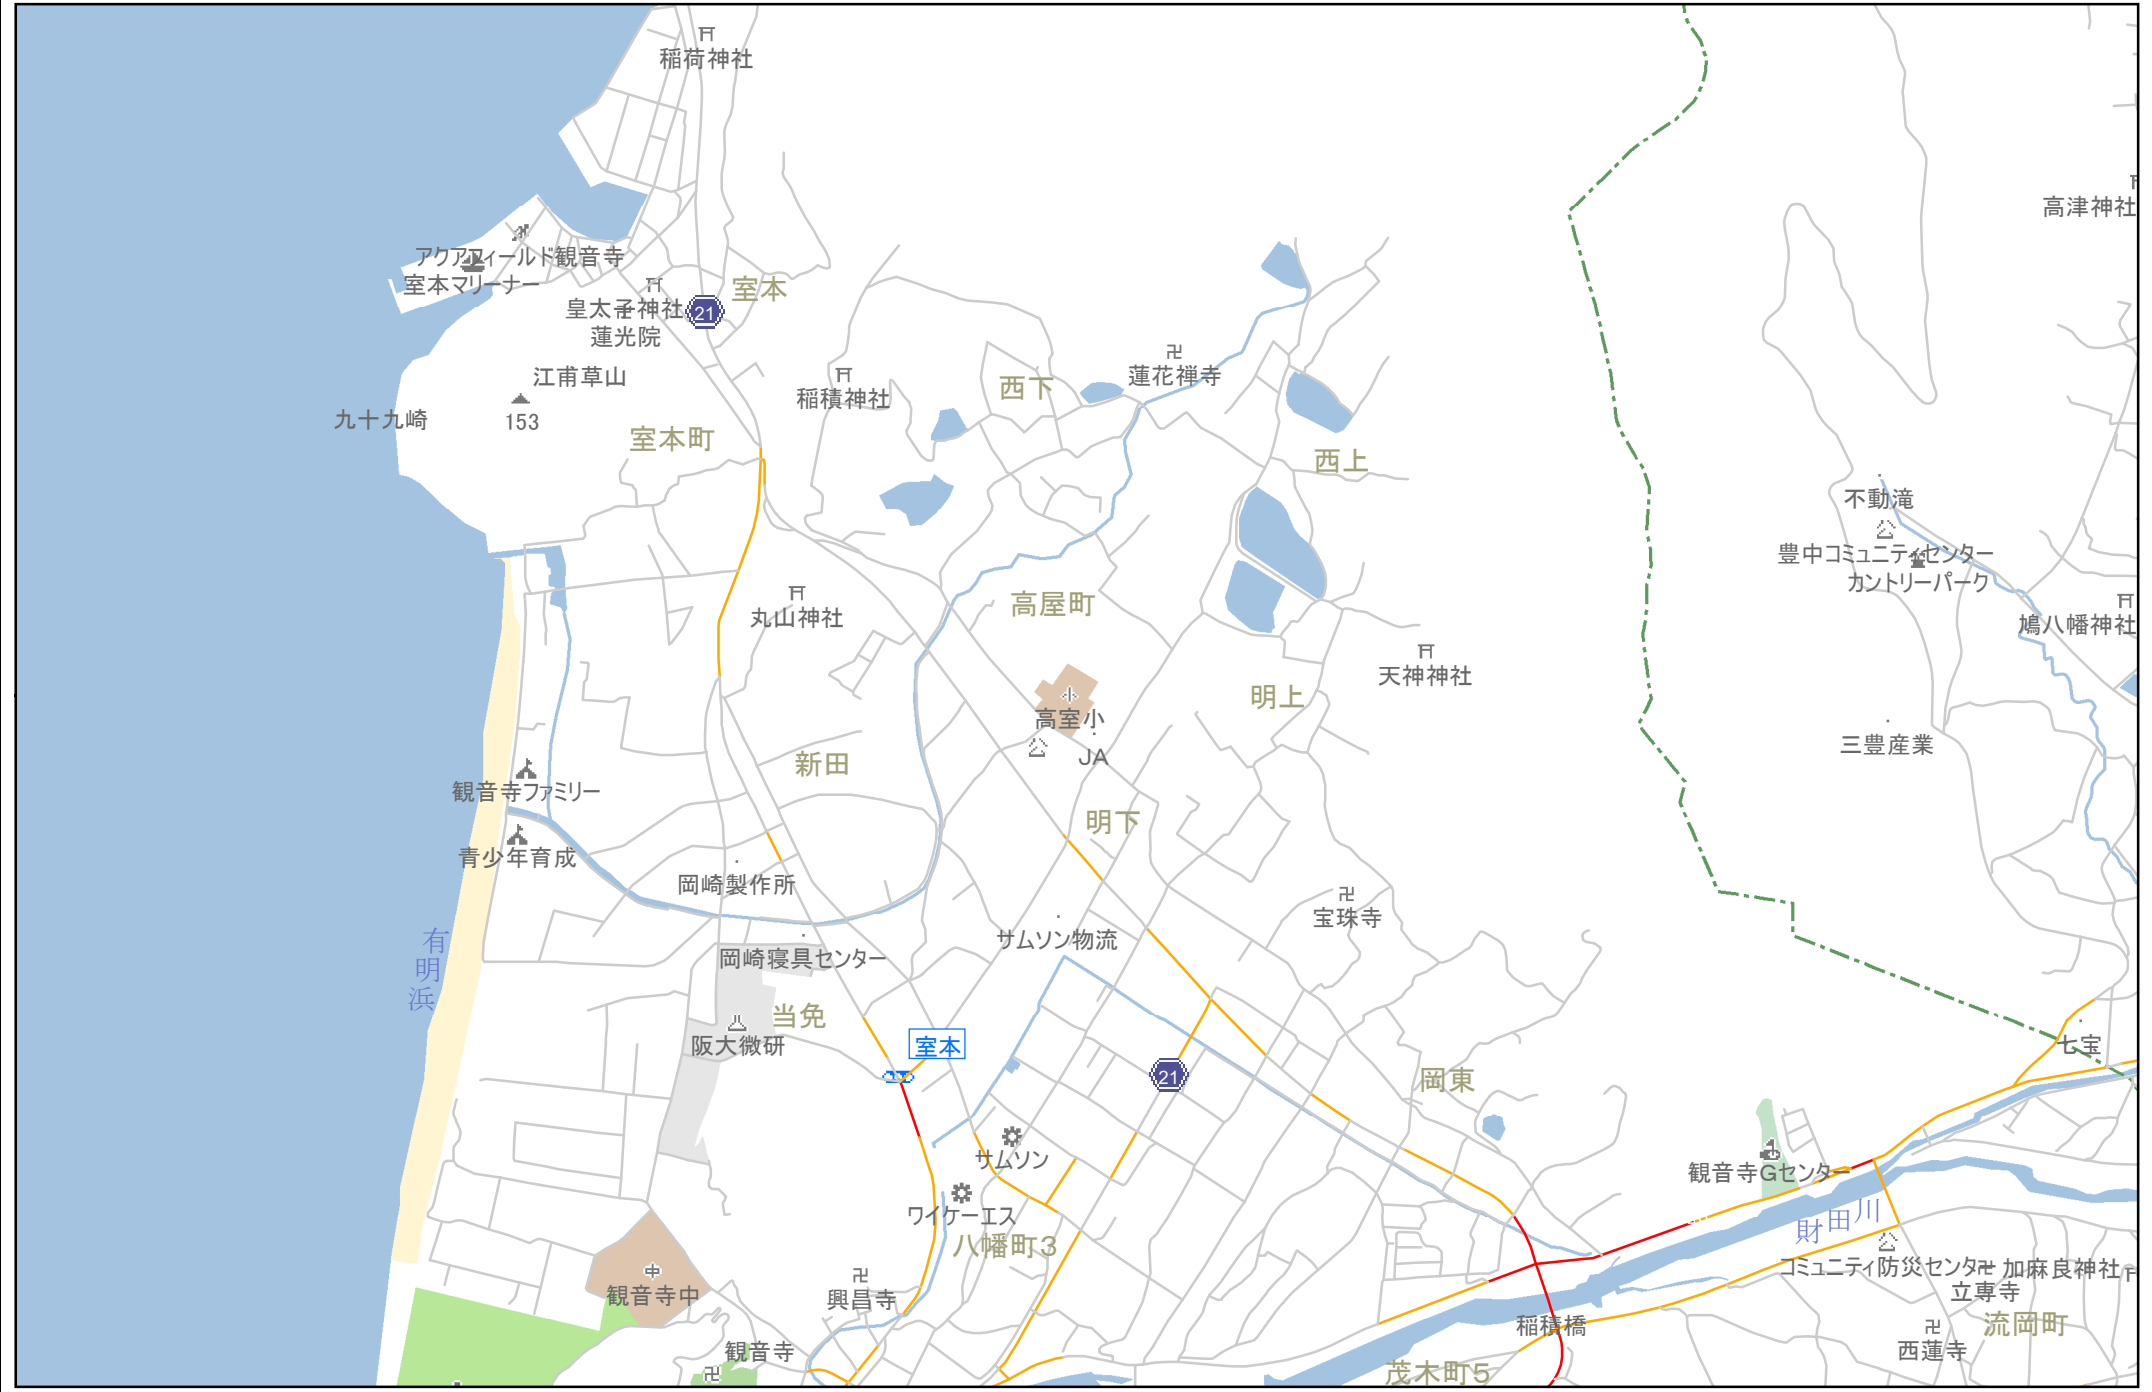 稲荷神社
高津神社
アクアフィールド観音寺
室本マリーナー
皇太子神社
蓮光院
21
室本
江甫草山
153
九十九崎
稲積神社
西下
蓮花禅寺
室本町
西上
不動滝
豊中コミュニティセンター
カントリーパーク
鳩八幡神社
丸山神社
高屋町
天神神社
明上
小
高室小
JA
三豊産業
新田
観音寺ファミリー
明下
青少年育成
岡崎製作所
宝珠寺
サムソン物流
有明浜
岡崎寝具センター
当免
阪大微研
室本
七宝
21
岡東
サムソン
観音寺Gセンター
ワイケーエス
財田川
八幡町3
コミュニティ防災センター
加麻良神社
立専寺
中
観音寺中
興昌寺
稲積橋
流岡町
西蓮寺
観音寺
茂木町5